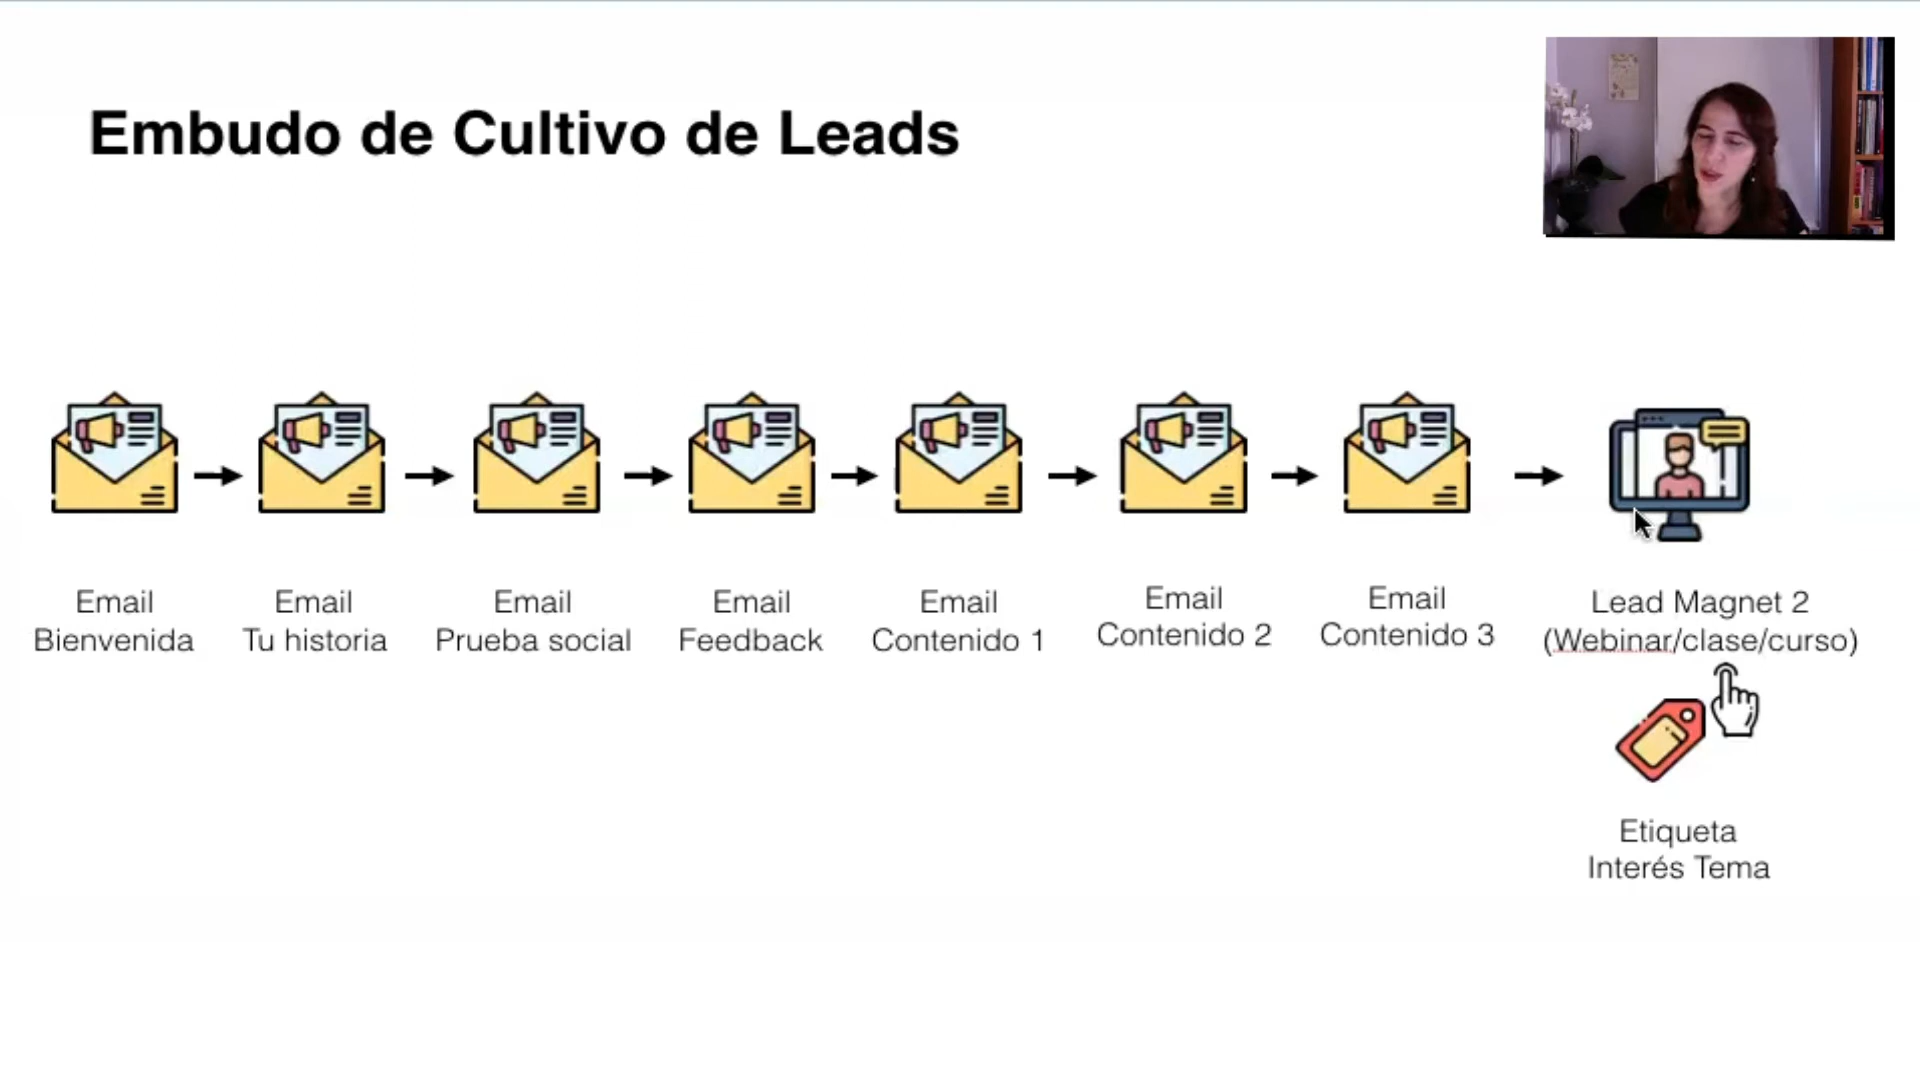 Embudo de Cultivo de Leads
Email
Bienvenida
Email
Tu historia
Email
Prueba social
Email
Feedback
Email
Contenido 1
Email
Contenido 2
Email
Contenido 3
Lead Magnet 2
(Webinar/clase/curso)
Etiqueta
Interés Tema